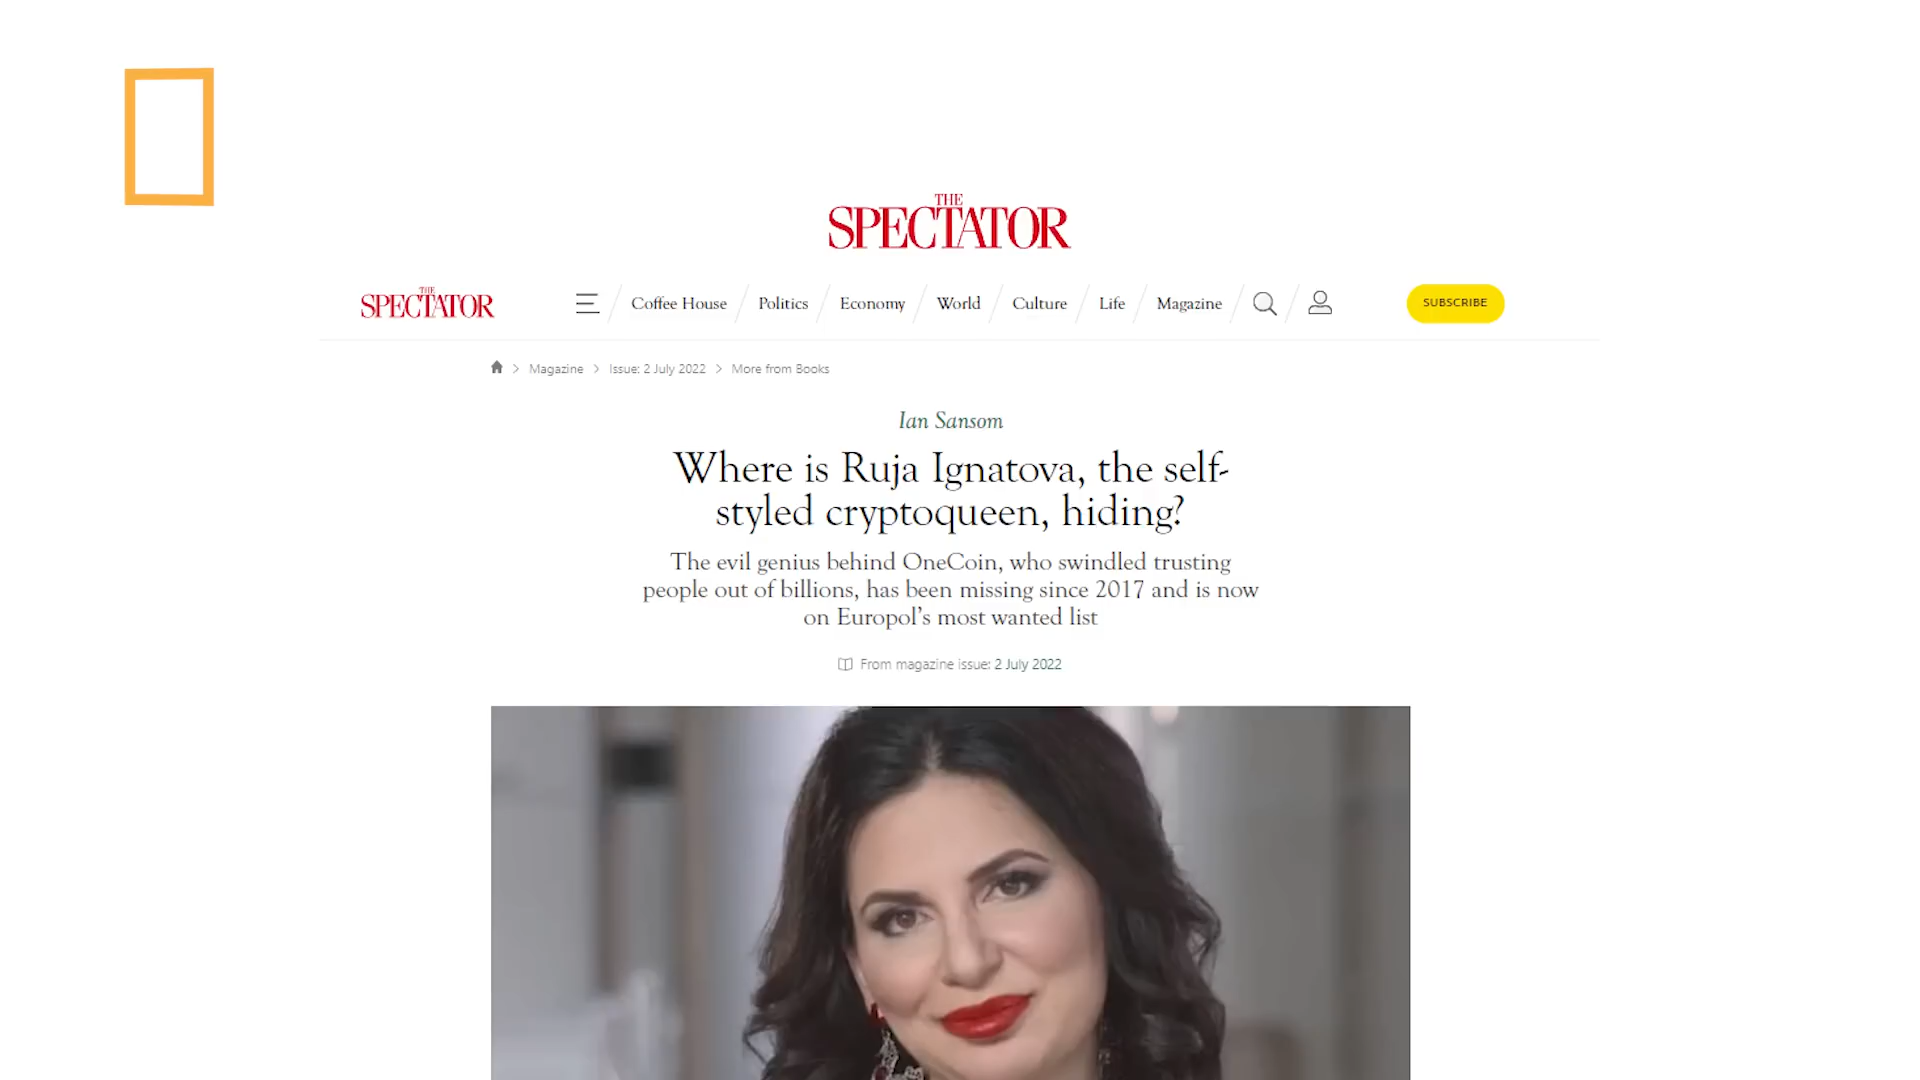 THE
SPECTATOR
THE
SPECTATOR
Coffee House
Politics
Economy
World
Culture
Life
Magazine
SUBSCRIBE
Magazine
Issue: 2 July 2022
More from Books
Ian Sansom
Where is Ruja Ignatova, the self-
styled cryptoqueen, hiding?
The evil genius behind OneCoin, who swindled trusting
people out of billions, has been missing since 2017 and is now
on Europol's most wanted list
From magazine issue: 2 July 2022